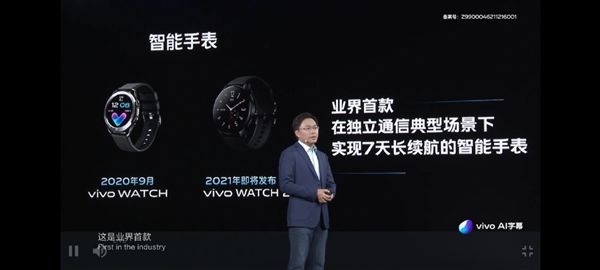 备案号：Z9900046211216001
智能手表
业界首款
在独立通信典型场景下
实现7天长续航的智能手表
2020年9月
vivo WATCH
2021年即将发布
vivo WATCH 2
这是业界首款
First in the industry
vivo AI字幕